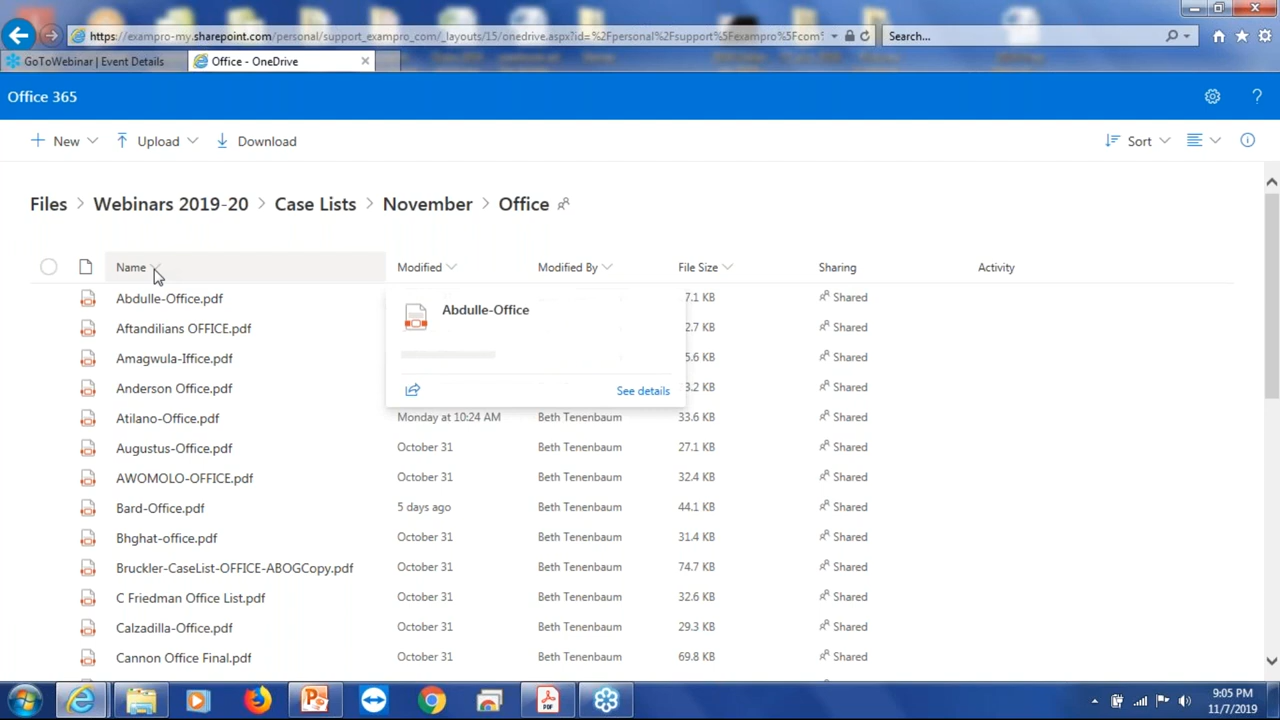 https://exampro-my.sharepoint.com/personal/support_exampro_com/_layouts/15/onedrive.aspx?id=%2Fpersonal%2Fsupport%5Fexampro%5Fcom%
Search...
GoToWebinar | Event Details
Office - OneDrive
Office 365
New
Upload
Download
Sort
Files > Webinars 2019-20 > Case Lists > November > Office
Name Modified Modified By File Size Sharing Activity
Abdulle-Office.pdf 7.1 KB Shared
Abdulle-Office
Aftandilians OFFICE.pdf 2.7 KB Shared
Amagwula-Iffice.pdf 5.6 KB Shared
Anderson Office.pdf 3.2 KB Shared
See details
Atilano-Office.pdf Monday at 10:24 AM Beth Tenenbaum 33.6 KB Shared
Augustus-Office.pdf October 31 Beth Tenenbaum 27.1 KB Shared
AWOMOLO-OFFICE.pdf October 31 Beth Tenenbaum 32.4 KB Shared
Bard-Office.pdf 5 days ago Beth Tenenbaum 44.1 KB Shared
Bhghat-office.pdf October 31 Beth Tenenbaum 31.4 KB Shared
Bruckler-CaseList-OFFICE-ABOGCopy.pdf October 31 Beth Tenenbaum 74.7 KB Shared
C Friedman Office List.pdf October 31 Beth Tenenbaum 32.6 KB Shared
Calzadilla-Office.pdf October 31 Beth Tenenbaum 29.3 KB Shared
Cannon Office Final.pdf October 31 Beth Tenenbaum 69.8 KB Shared
9:05 PM
11/7/2019